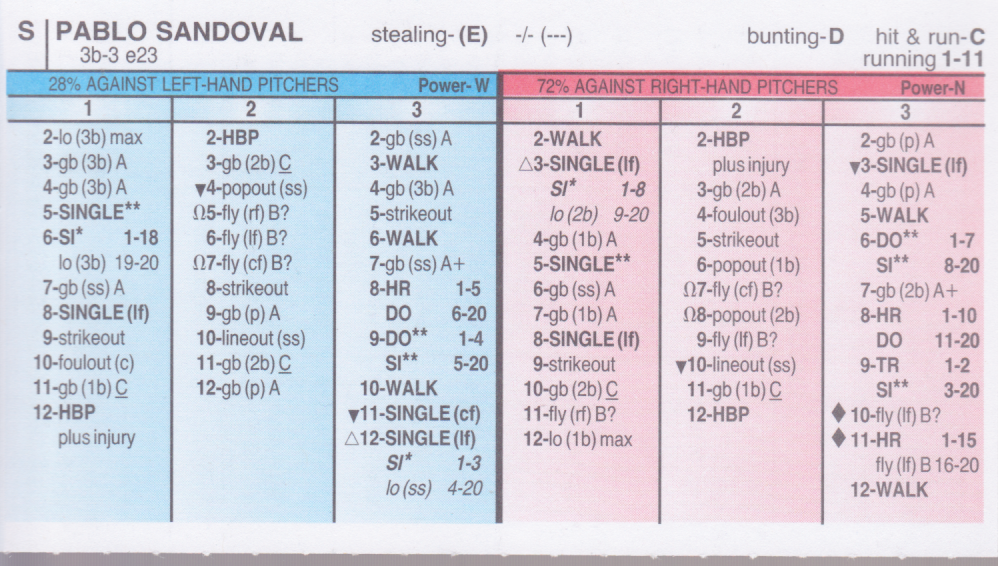 S PABLO SANDOVAL stealing- (E) -/- (---) bunting-D hit & run-C
3b-3 e23 running 1-11
28% AGAINST LEFT-HAND PITCHERS Power-W
1 2 3
2-lo (3b) max
3-gb (3b) A
4-gb (3b) A
5-SINGLE**
6-SI* 1-18
lo (3b) 19-20
7-gb (ss) A
8-SINGLE (lf)
9-strikeout
10-foulout (c)
11-gb (1b) C
12-HBP
plus injury
2-HBP
3-gb (2b) C
▼4-popout (ss)
Ω5-fly (rf) B?
6-fly (lf) B?
Ω7-fly (cf) B?
8-strikeout
9-gb (p) A
10-lineout (ss)
11-gb (2b) C
12-gb (p) A
2-gb (ss) A
3-WALK
4-gb (3b) A
5-strikeout
6-WALK
7-gb (ss) A+
8-HR 1-5
DO 6-20
9-DO** 1-4
SI** 5-20
10-WALK
▼11-SINGLE (cf)
△12-SINGLE (lf)
SI* 1-3
lo (ss) 4-20
72% AGAINST RIGHT-HAND PITCHERS Power-N
1 2 3
2-WALK
△3-SINGLE (lf)
SI* 1-8
lo (2b) 9-20
4-gb (1b) A
5-SINGLE**
6-gb (ss) A
7-gb (1b) A
8-SINGLE (lf)
9-strikeout
10-gb (2b) C
11-fly (rf) B?
12-lo (1b) max
2-HBP
plus injury
3-gb (2b) A
4-foulout (3b)
5-strikeout
6-popout (1b)
Ω7-fly (cf) B?
Ω8-popout (2b)
9-fly (lf) B?
▼10-lineout (ss)
11-gb (1b) C
12-HBP
2-gb (p) A
▼3-SINGLE (lf)
4-gb (p) A
5-WALK
6-DO** 1-7
SI** 8-20
7-gb (2b) A+
8-HR 1-10
DO 11-20
9-TR 1-2
SI** 3-20
♦ 10-fly (lf) B?
♦ 11-HR 1-15
fly (lf) B 16-20
12-WALK